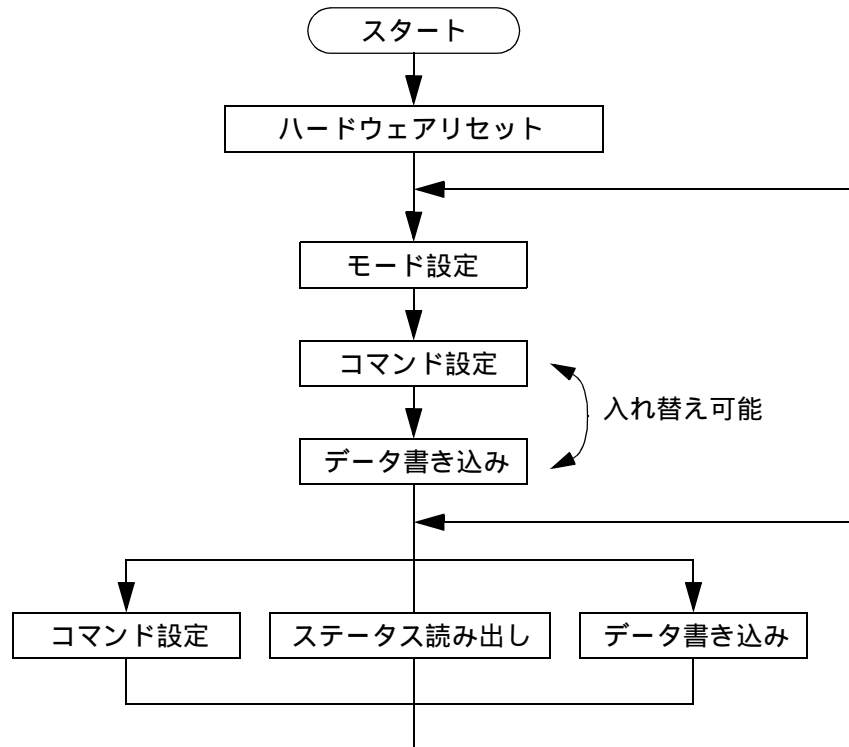 スタート
ハードウェアリセット
モード設定
コマンド設定
入れ替え可能
データ書き込み
コマンド設定
ステータス読み出し
データ書き込み